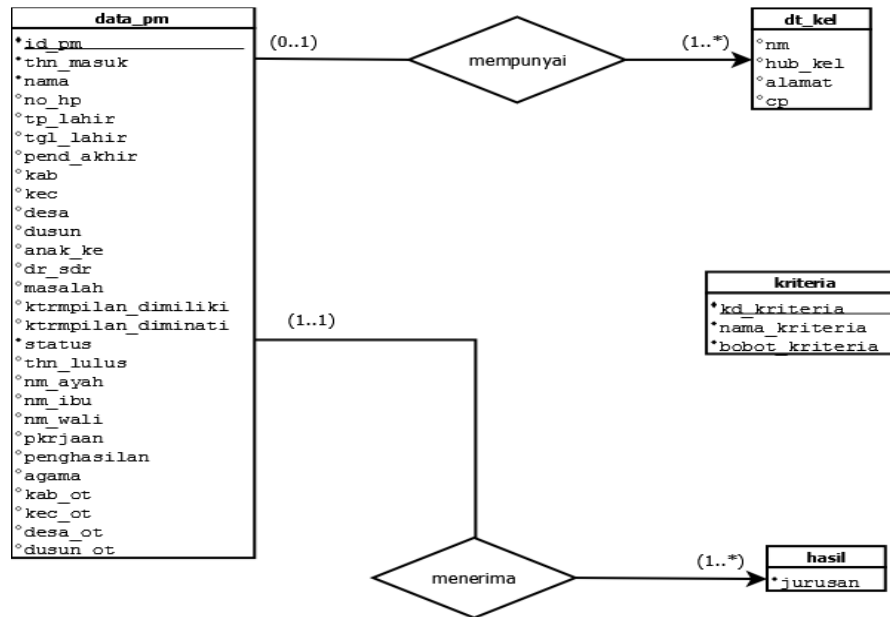 data_pm
*id_pm
*thn_masuk
*nama
°no_hp
°tp_lahir
°tgl_lahir
°pend_akhir
°kab
°kec
°desa
°dusun
°anak_ke
°dr_sdr
°masalah
°ktrmpilan_dimiliki
°ktrmpilan_diminati
*status
°thn_lulus
°nm_ayah
°nm_ibu
°nm_wali
°pkrjaan
°penghasilan
°agama
°kab_ot
°kec_ot
°desa_ot
°dusun_ot
(0..1)
mempunyai
(1..*)
dt_kel
°nm
°hub_kel
°alamat
°cp
kriteria
*kd_kriteria
*nama_kriteria
*bobot_kriteria
(1..1)
menerima
(1..*)
hasil
*jurusan